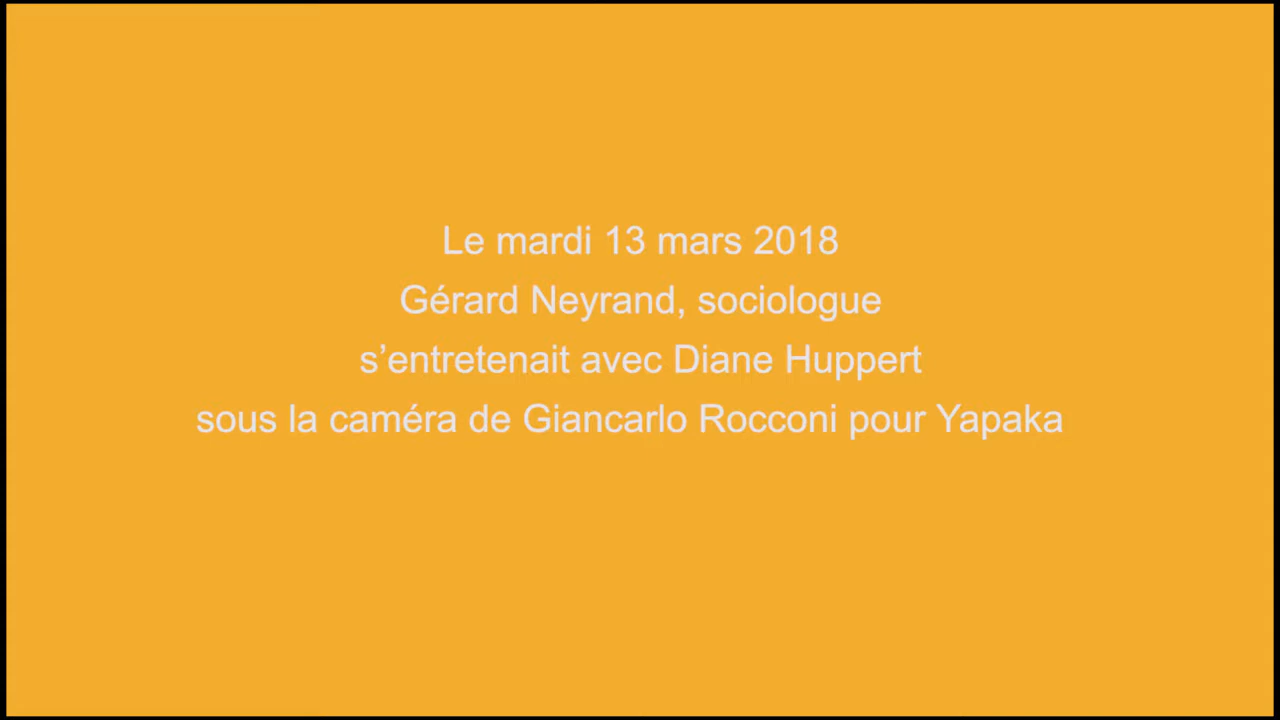 Le mardi 13 mars 2018
Gérard Neyrand, sociologue
s’entretenait avec Diane Huppert
sous la caméra de Giancarlo Rocconi pour Yapaka